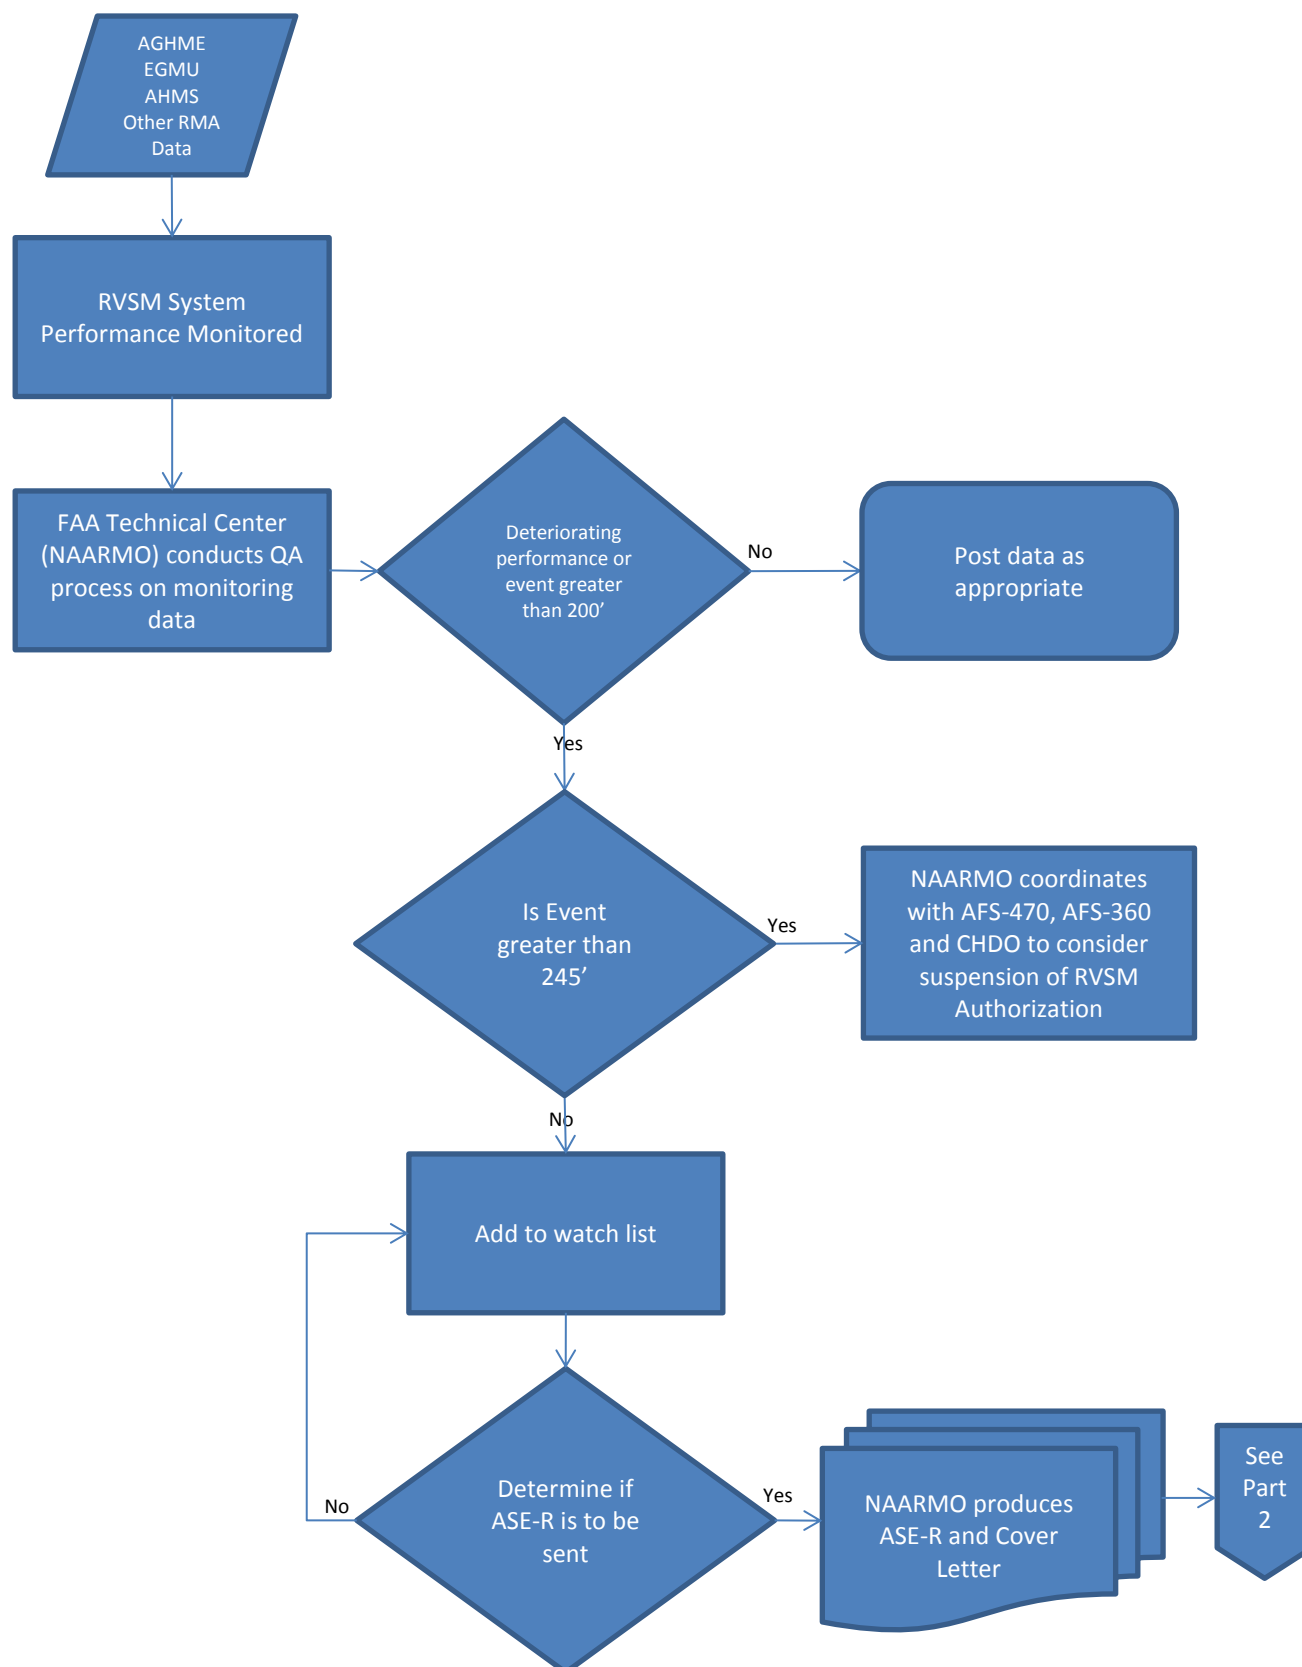 AGHME
EGMU
AHMS
Other RMA
Data
RVSM System
Performance Monitored
FAA Technical Center
(NAARMO) conducts QA
process on monitoring
data
Deteriorating
performance or
event greater
than 200’
No
Post data as
appropriate
Yes
Is Event
greater than
245’
Yes
NAARMO coordinates
with AFS-470, AFS-360
and CHDO to consider
suspension of RVSM
Authorization
No
Add to watch list
Determine if
ASE-R is to be
sent
No
Yes
NAARMO produces
ASE-R and Cover
Letter
See
Part
2